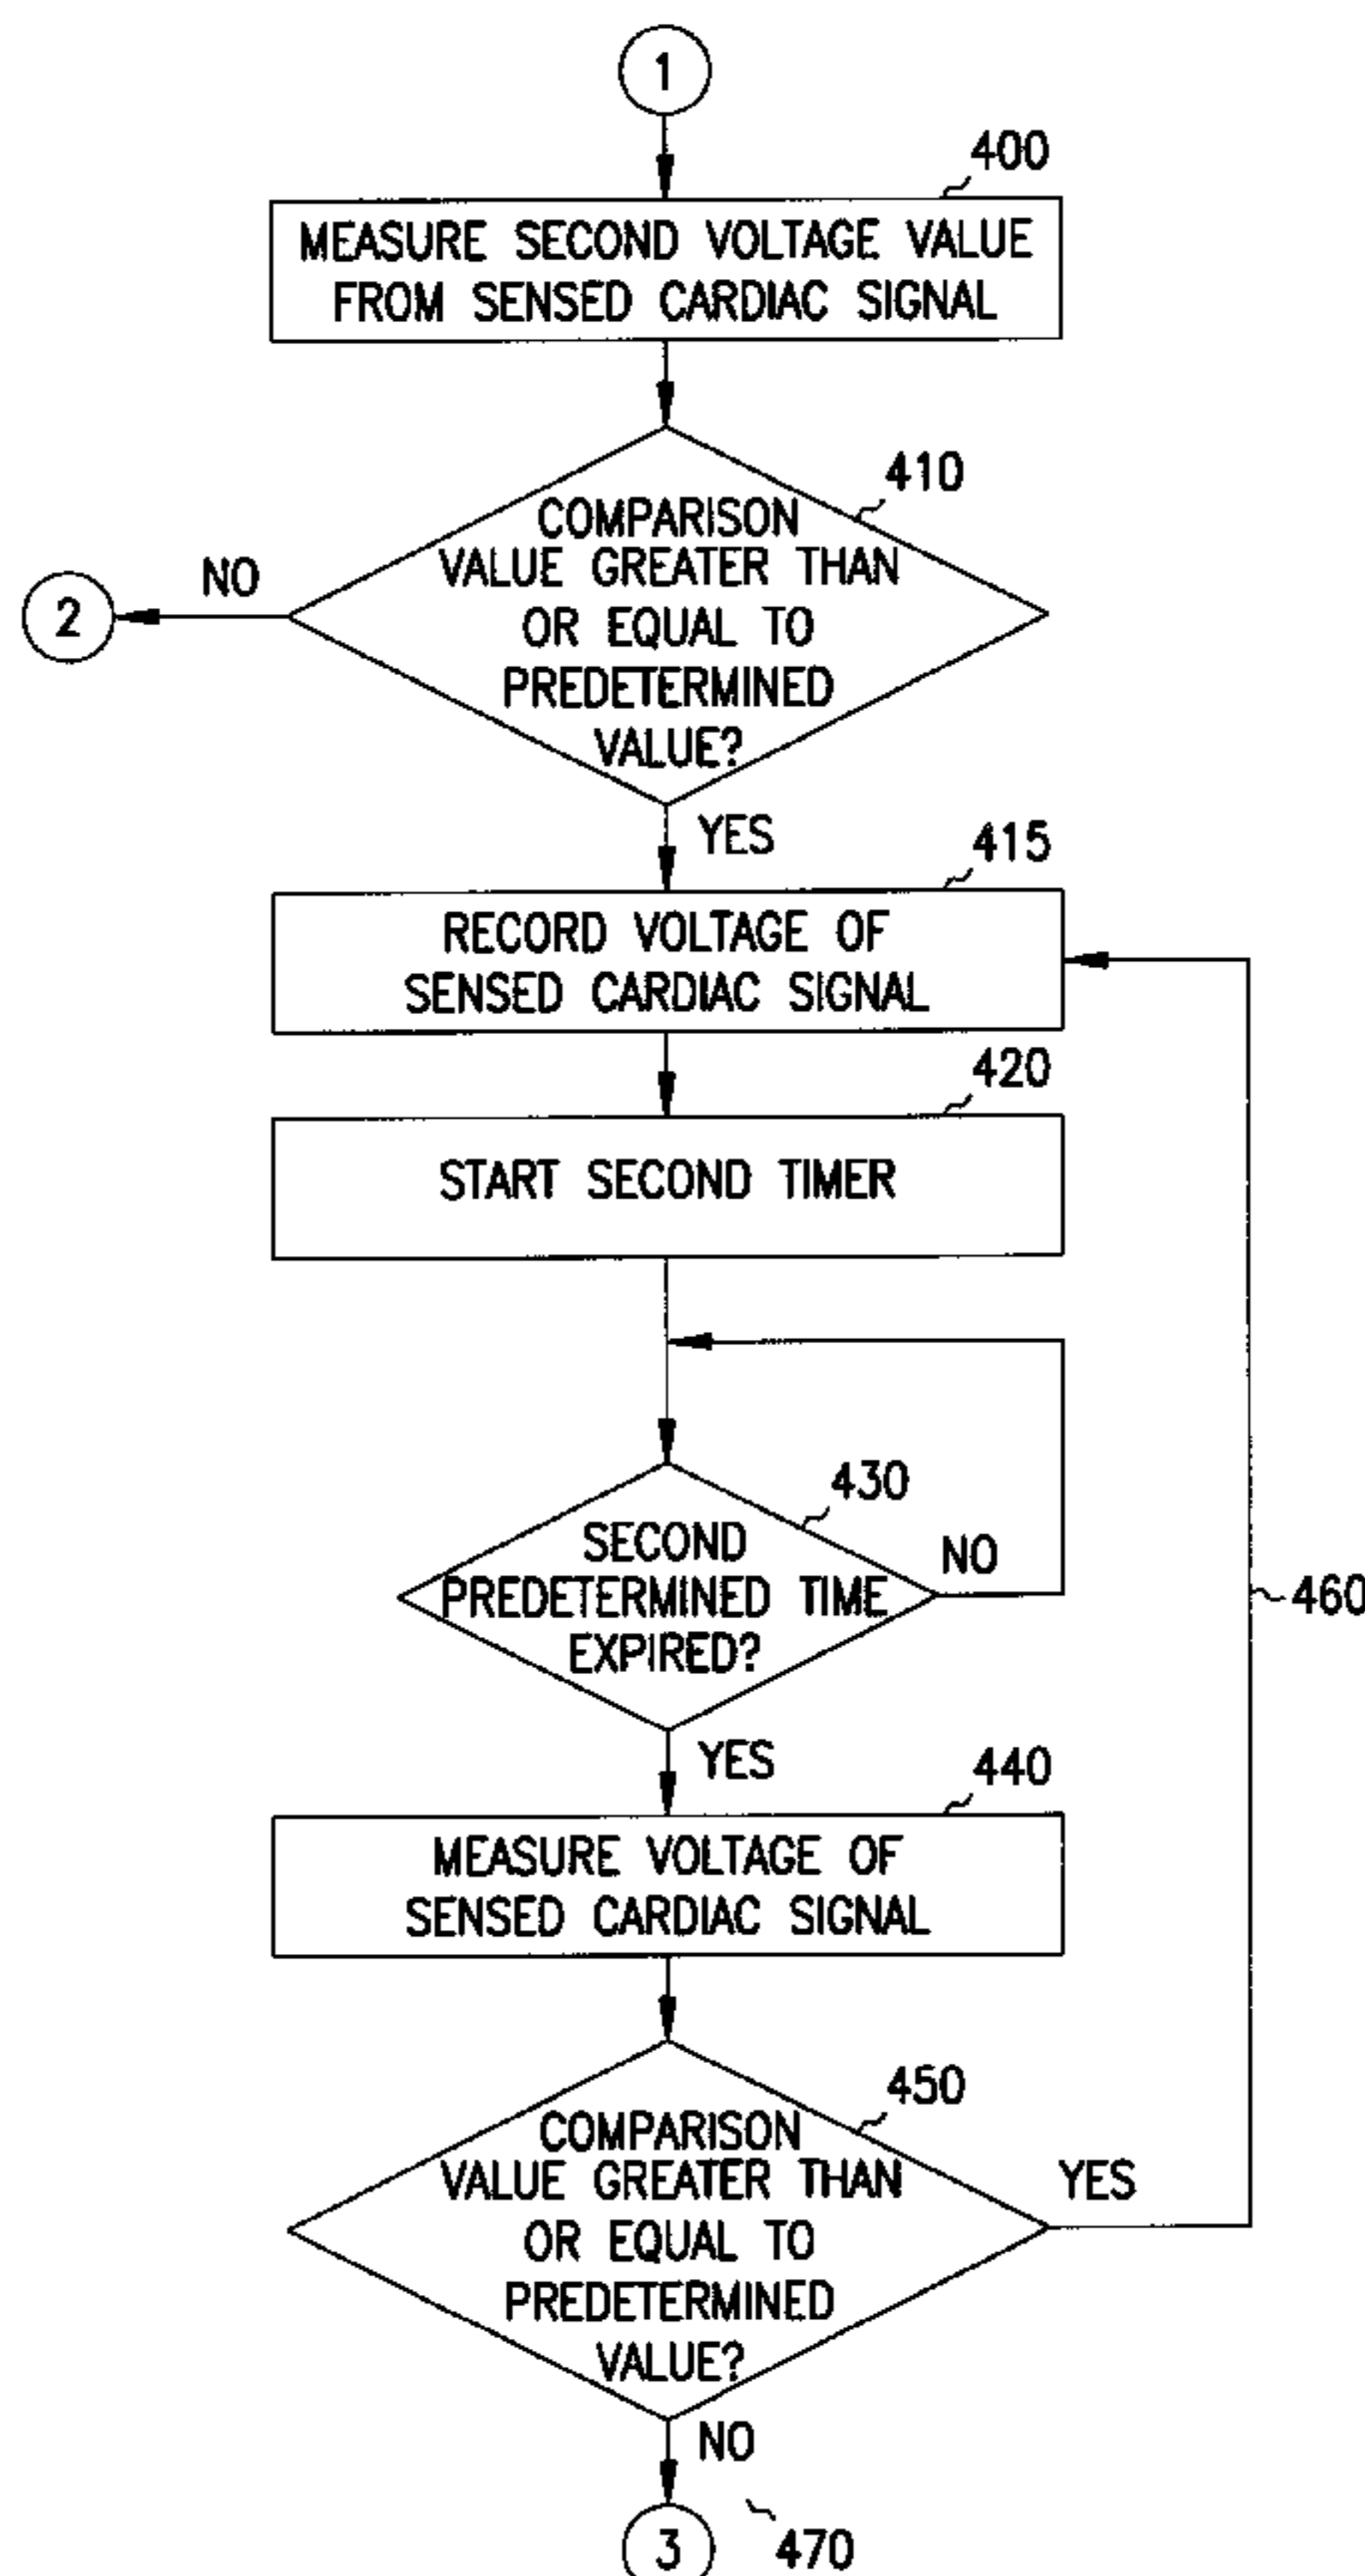 1
400
MEASURE SECOND VOLTAGE VALUE
FROM SENSED CARDIAC SIGNAL
410
COMPARISON
VALUE GREATER THAN
OR EQUAL TO
PREDETERMINED
VALUE?
NO
2
YES
415
RECORD VOLTAGE OF
SENSED CARDIAC SIGNAL
420
START SECOND TIMER
430
SECOND
PREDETERMINED TIME
EXPIRED?
NO
460
YES
440
MEASURE VOLTAGE OF
SENSED CARDIAC SIGNAL
450
COMPARISON
VALUE GREATER THAN
OR EQUAL TO
PREDETERMINED
VALUE?
YES
NO
3
470